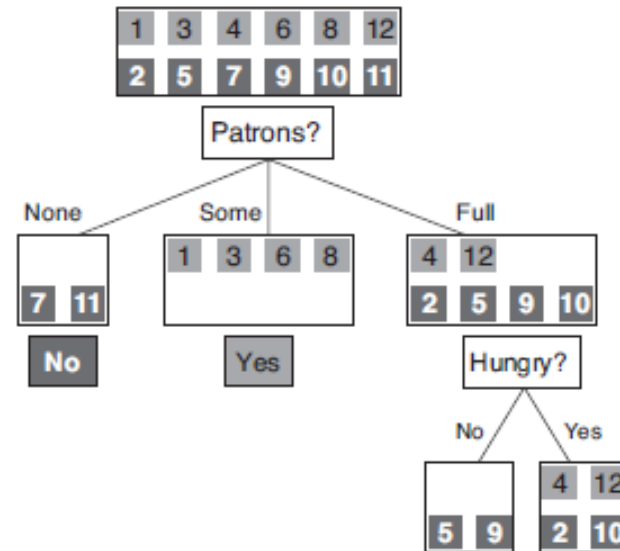 1 3 4 6 8 12
2 5 7 9 10 11
Patrons?
None Some Full
1 3 6 8 4 12
7 11 2 5 9 10
No Yes Hungry?
No Yes
4 12
5 9 2 10